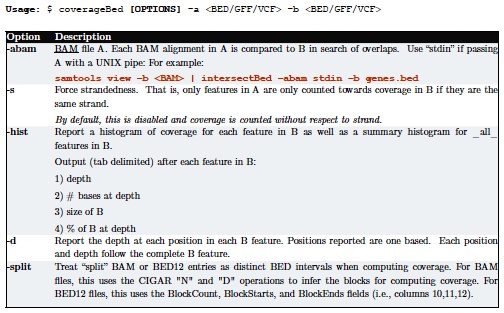 Usage: $ coverageBed [OPTIONS] -a <BED/GFF/VCF> -b <BED/GFF/VCF>
Option Description
-abam BAM file A. Each BAM alignment in A is compared to B in search of overlaps. Use “stdin” if passing
A with a UNIX pipe: For example:
samtools view -b <BAM> | intersectBed -abam stdin -b genes.bed
-s Force strandedness. That is, only features in A are only counted towards coverage in B if they are the
same strand.
By default, this is disabled and coverage is counted without respect to strand.
-hist Report a histogram of coverage for each feature in B as well as a summary histogram for _all_
features in B.
Output (tab delimited) after each feature in B:
1) depth
2) # bases at depth
3) size of B
4) % of B at depth
-d Report the depth at each position in each B feature. Positions reported are one based. Each position
and depth follow the complete B feature.
-split Treat “split” BAM or BED12 entries as distinct BED intervals when computing coverage. For BAM
files, this uses the CIGAR "N" and "D" operations to infer the blocks for computing coverage. For
BED12 files, this uses the BlockCount, BlockStarts, and BlockEnds fields (i.e., columns 10,11,12).